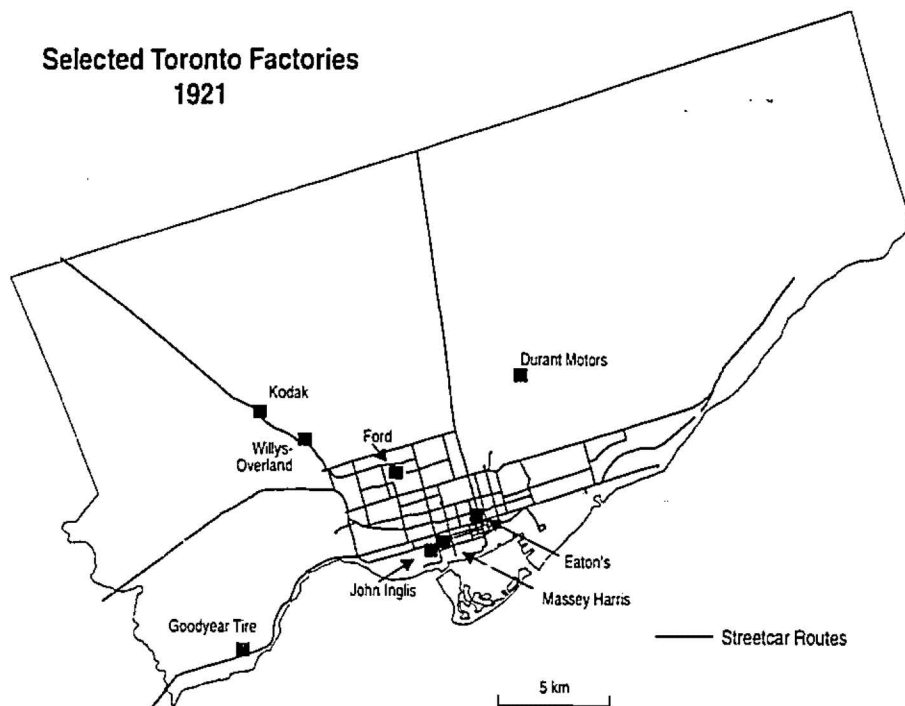 Selected Toronto Factories
1921
Durant Motors
Kodak
Ford
Willys-
Overland
Eaton's
John Inglis
Massey Harris
Goodyear Tire
Streetcar Routes
5 km